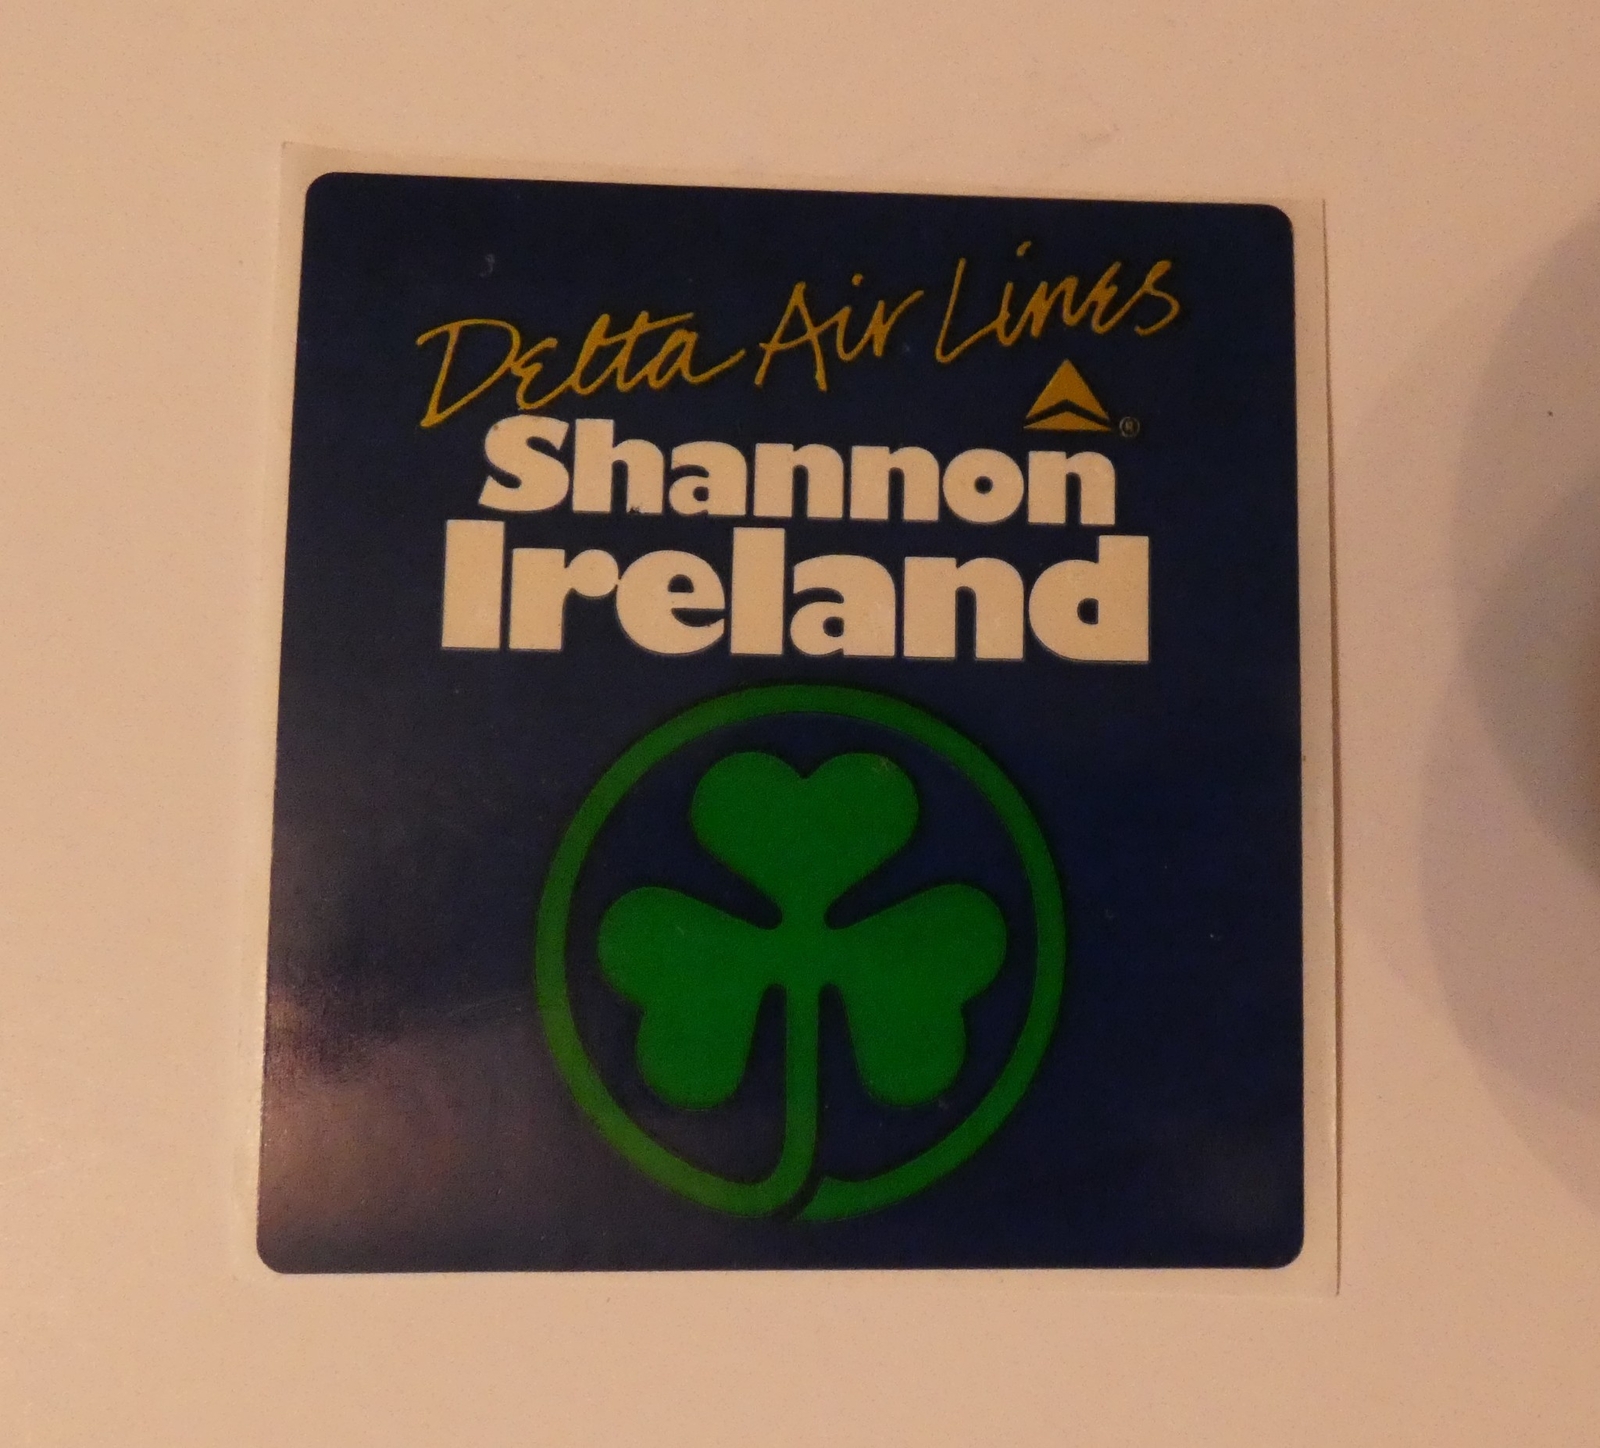 Delta Air Lines
®
Shannon
Ireland